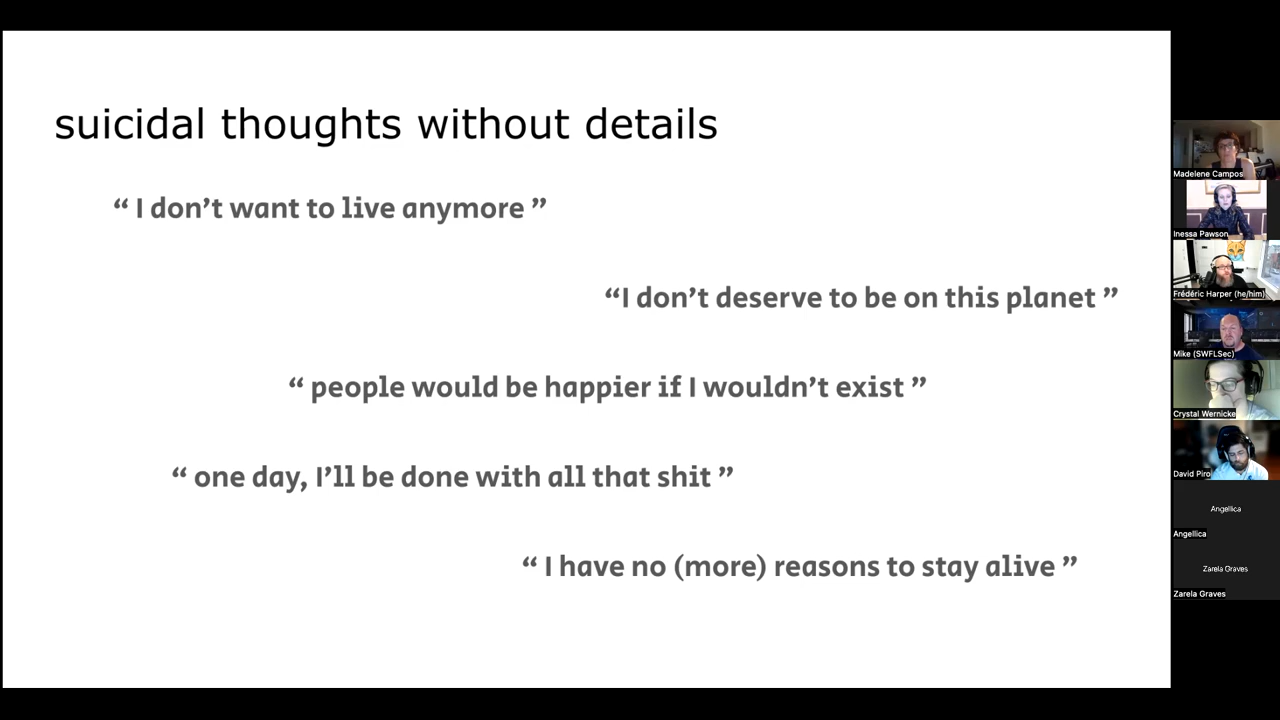 suicidal thoughts without details
“ I don’t want to live anymore ”
“I don’t deserve to be on this planet ”
“ people would be happier if I wouldn’t exist ”
“ one day, I’ll be done with all that shit ”
“ I have no (more) reasons to stay alive ”
Madelene Campos
Inessa Pawson
Frédéric Harper (he/him)
Mike (SWFLSec)
Crystal Wernicke
David Piro
Angellica
Angellica
Zarela Graves
Zarela Graves